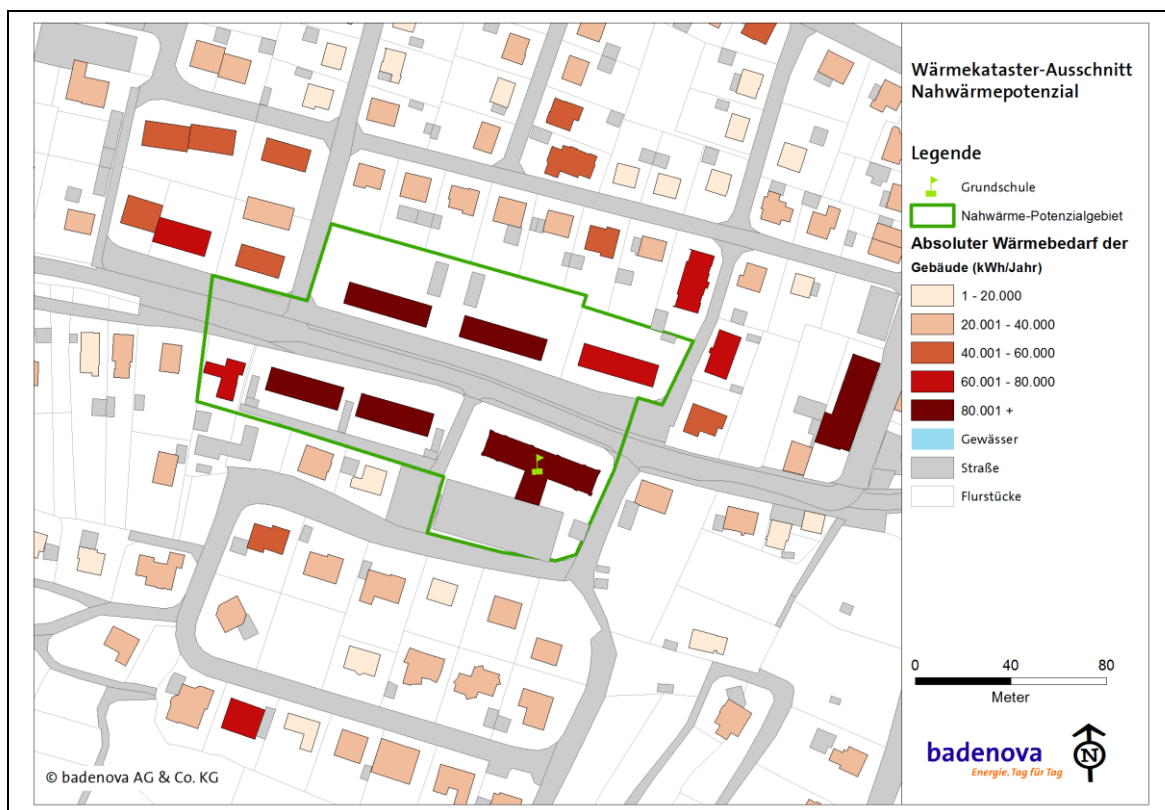 Wärmekataster-Ausschnitt
Nahwärmepotenzial
Legende
Grundschule
Nahwärme-Potenzialgebiet
Absoluter Wärmebedarf der
Gebäude (kWh/Jahr)
1 - 20.000
20.001 - 40.000
40.001 - 60.000
60.001 - 80.000
80.001 +
Gewässer
Straße
Flurstücke
0 40 80
Meter
badenova
Energie. Tag für Tag
N
© badenova AG & Co. KG